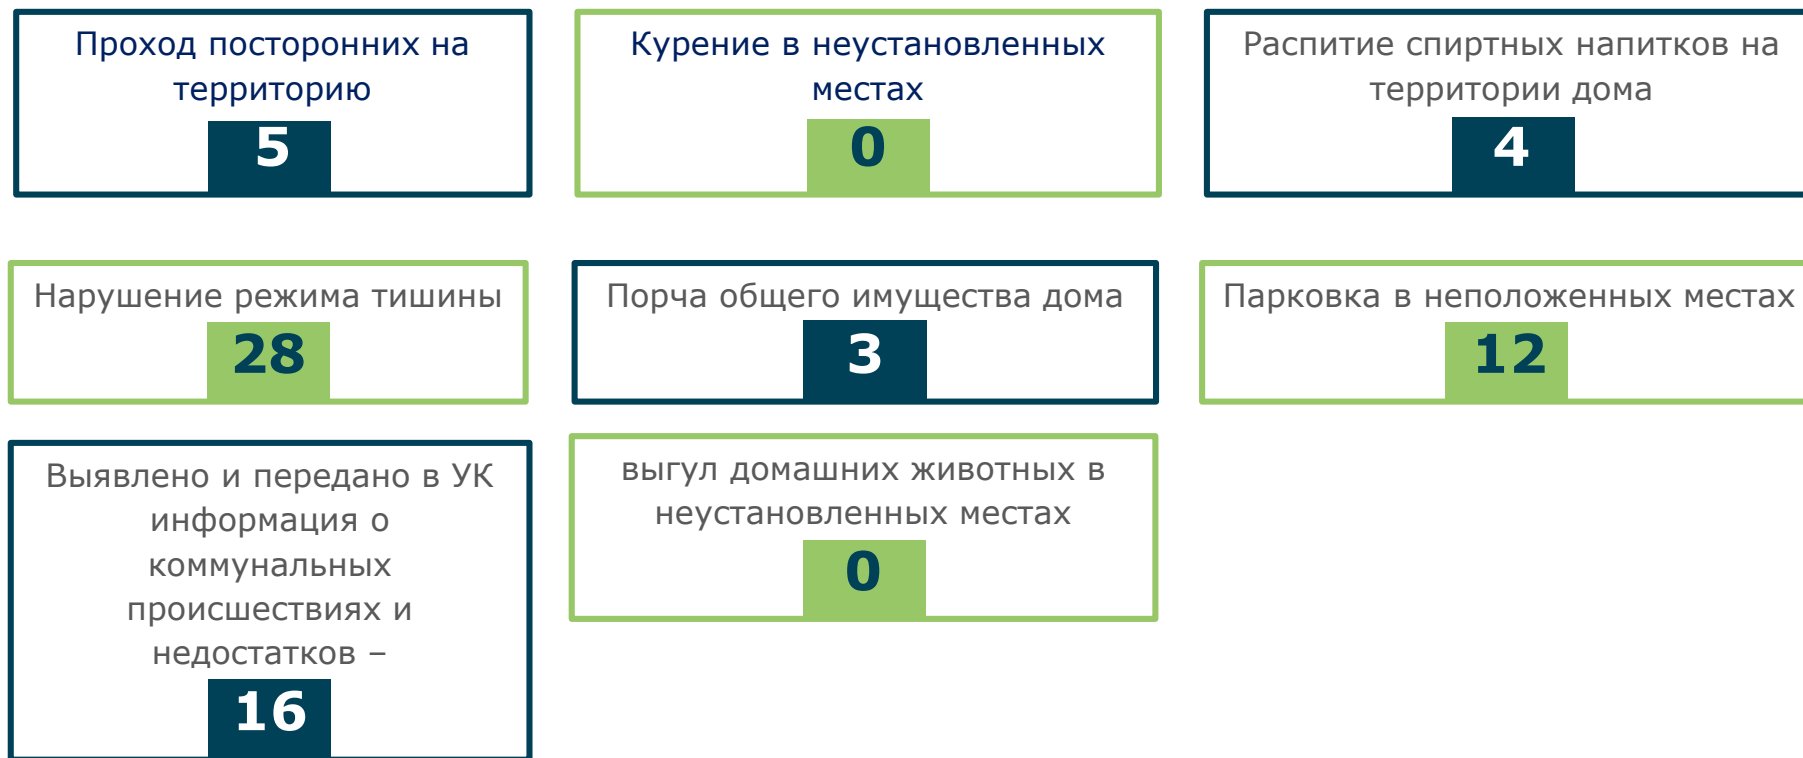 Проход посторонних на
территорию
5
Курение в неустановленных
местах
0
Распитие спиртных напитков на
территории дома
4
Нарушение режима тишины
28
Порча общего имущества дома
3
Парковка в неположенных местах
12
Выявлено и передано в УК
информация о
коммунальных
происшествиях и
недостатков –
16
выгул домашних животных в
неустановленных местах
0